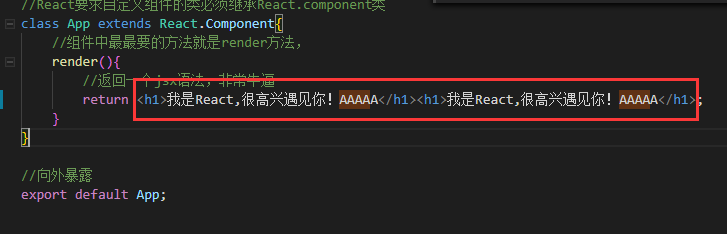 //React要求自定义组件的类必须继承React.component类
class App extends React.Component{
//组件中最最要的方法就是render方法，
render(){
//返回一个jsx语法，非常牛逼
return <h1>我是React,很高兴遇见你！AAAAA</h1><h1>我是React,很高兴遇见你！AAAAA</h1>;
}
}
//向外暴露
export default App;